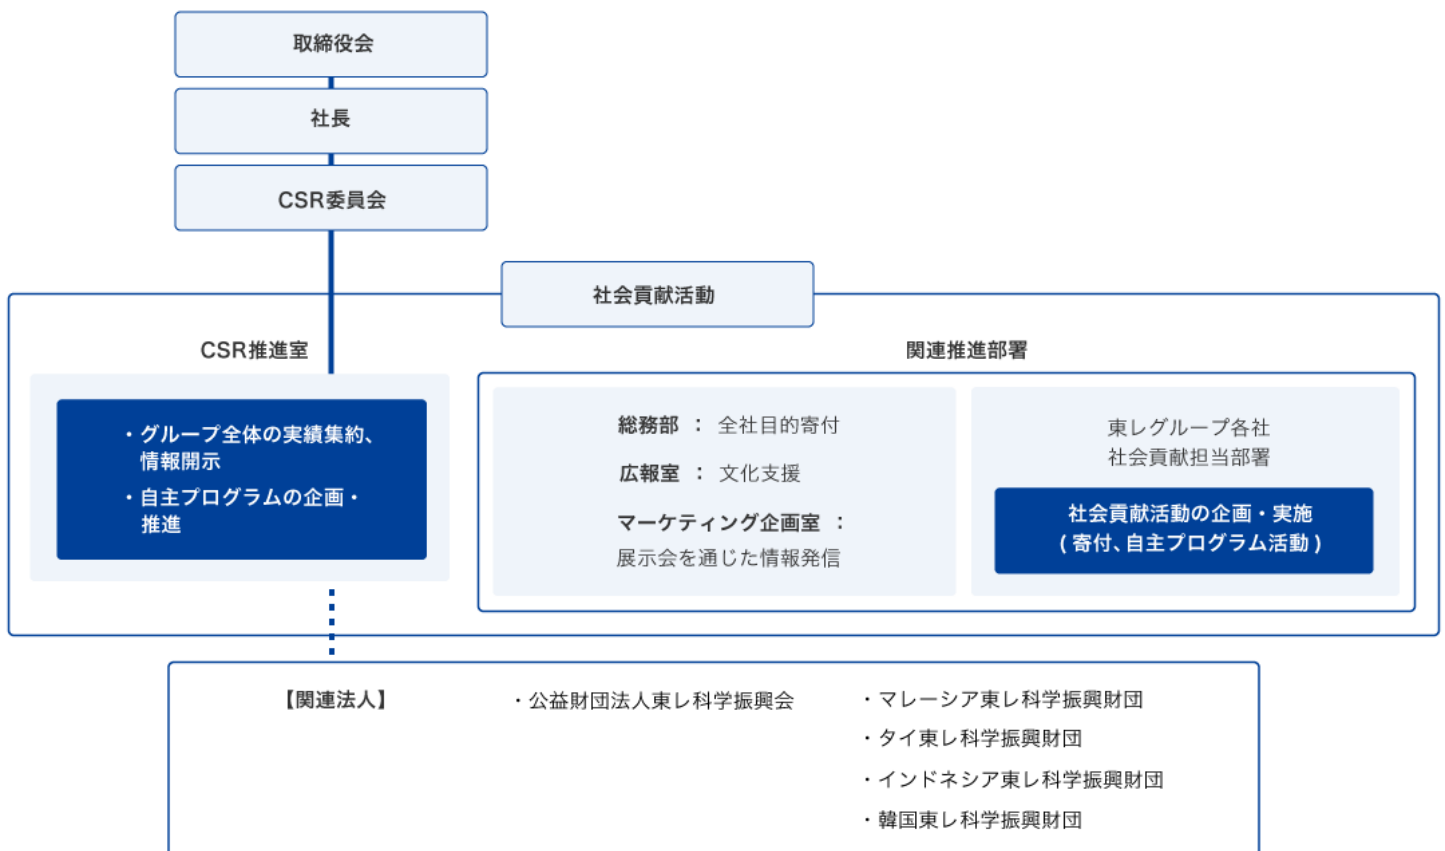 取締役会
社長
CSR委員会
社会貢献活動
CSR推進室
・グループ全体の実績集約、
情報開示
・自主プログラムの企画・
推進
関連推進部署
総務部 ： 全社目的寄付
広報室 ： 文化支援
マーケティング企画室 ：
展示会を通じた情報発信
東レグループ各社
社会貢献担当部署
社会貢献活動の企画・実施
( 寄付、自主プログラム活動 )
【関連法人】
・公益財団法人東レ科学振興会
・マレーシア東レ科学振興財団
・タイ東レ科学振興財団
・インドネシア東レ科学振興財団
・韓国東レ科学振興財団